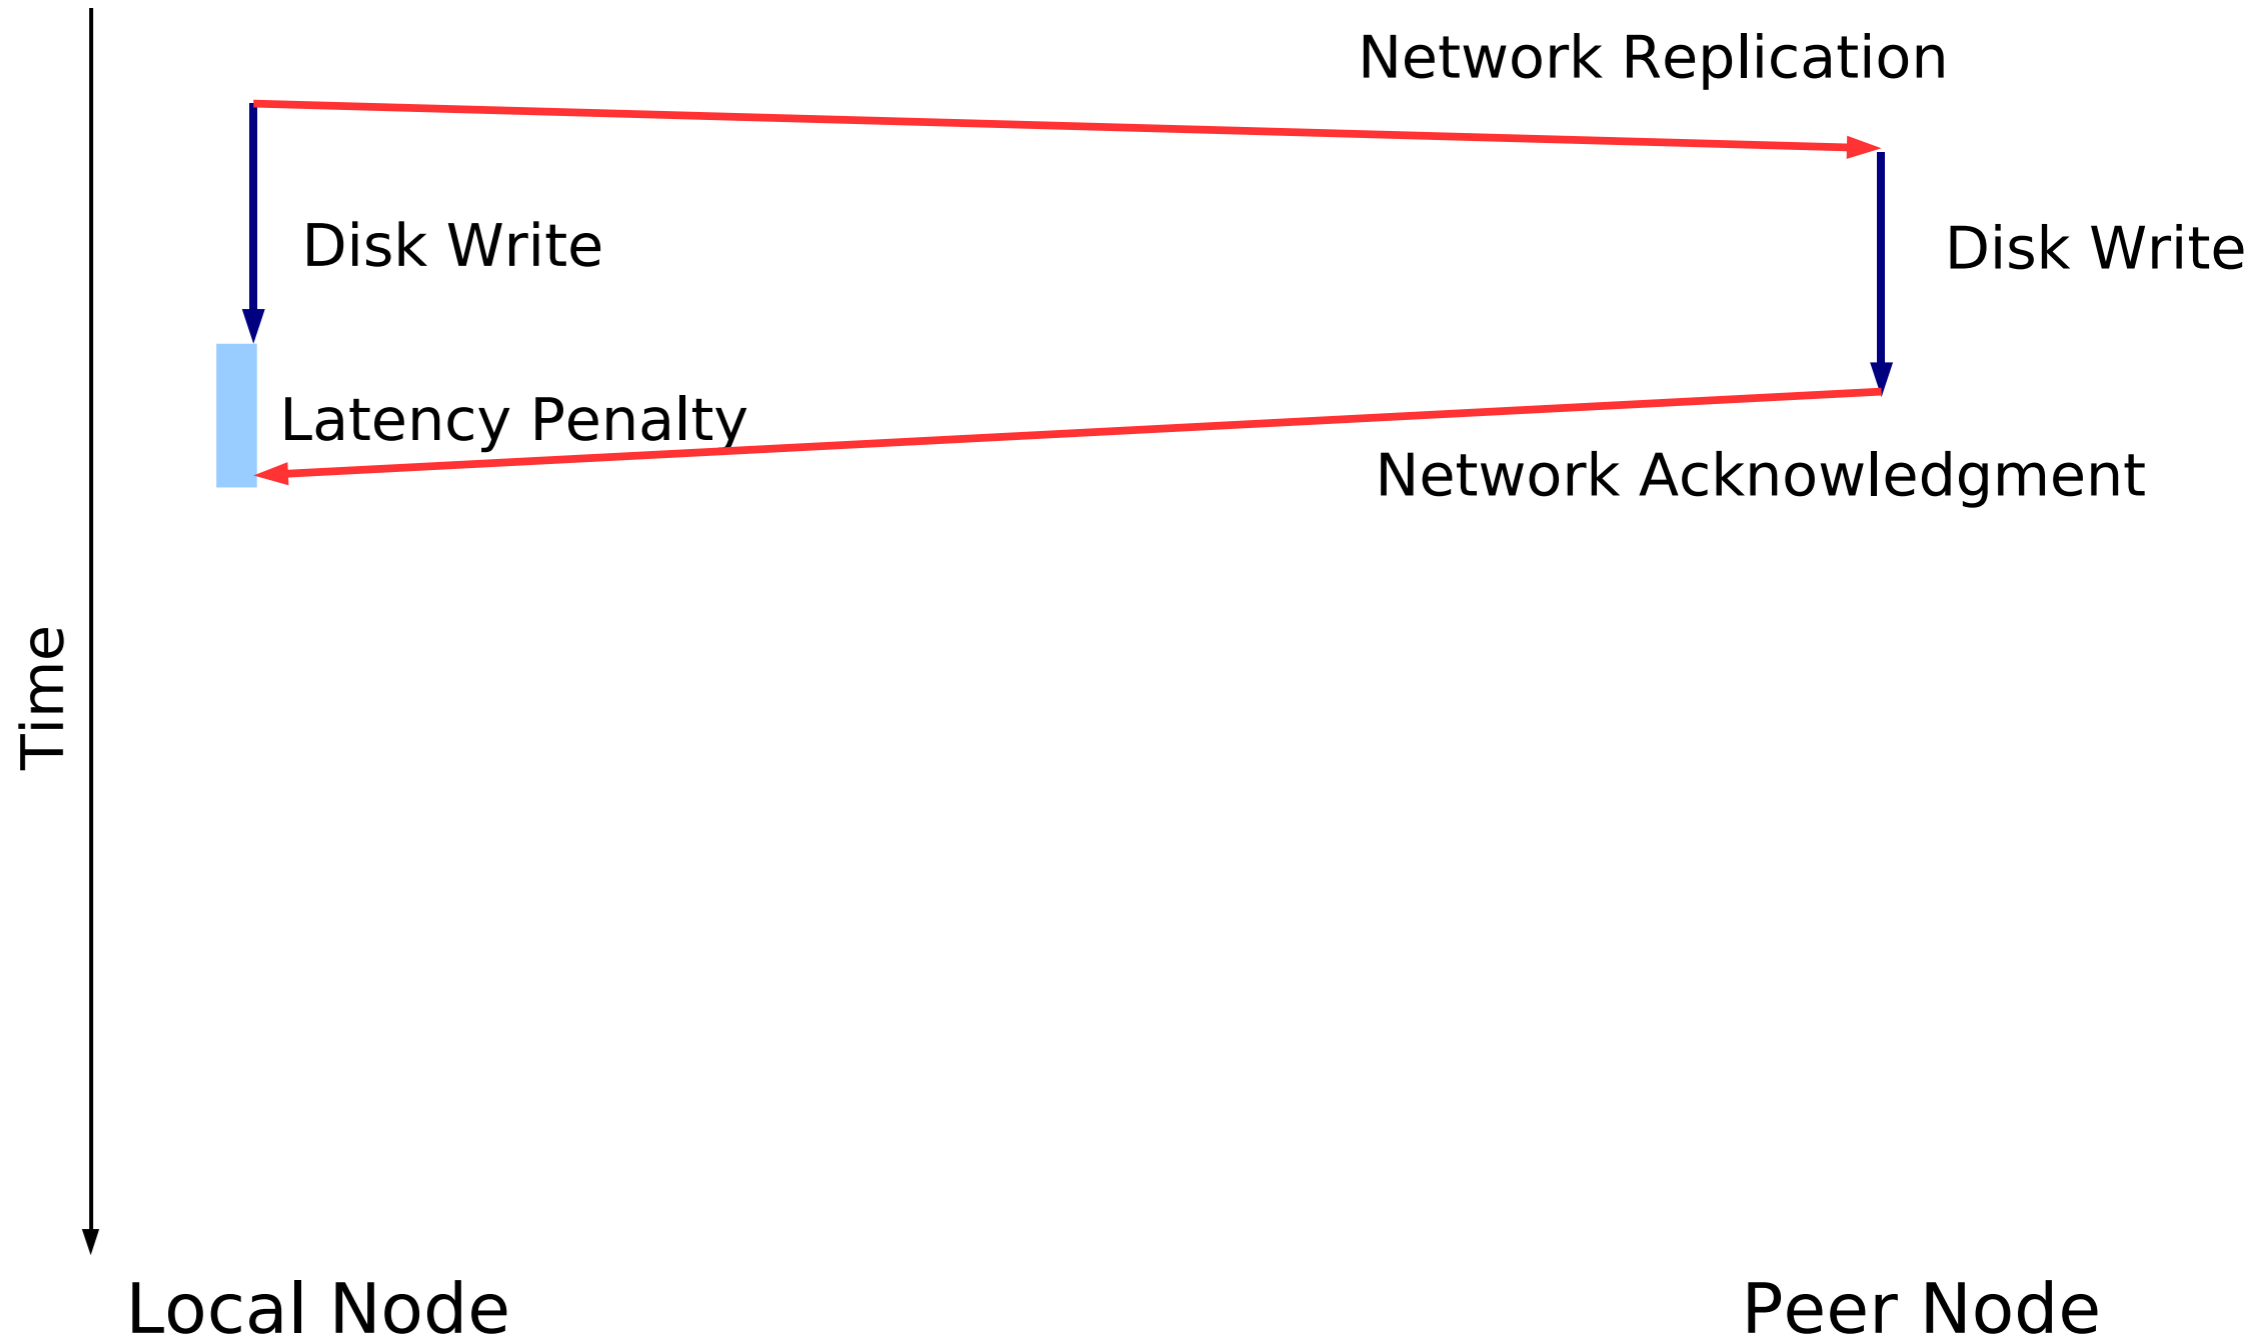 Network Replication
Disk Write
Disk Write
Latency Penalty
Network Acknowledgment
Time
Local Node
Peer Node